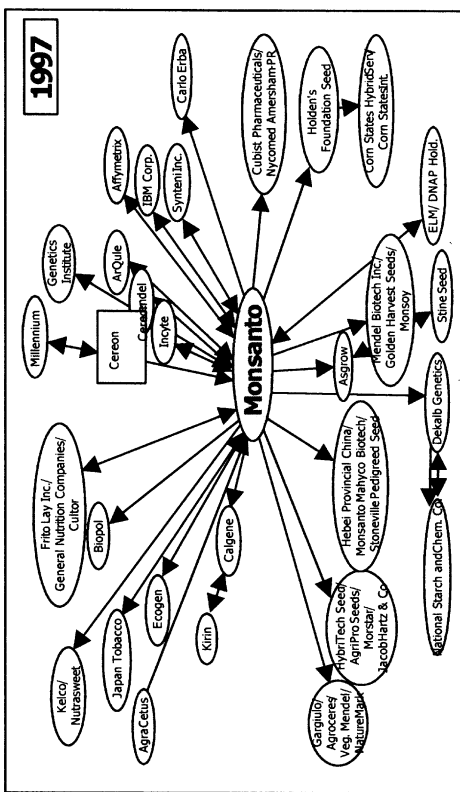 1997
Millennium
Genetics
Institute
Affymetrix
ArQule
IBM Corp.
Synteni Inc.
Carlo Erba
Cereon
Incyte
Frito Lay Inc./
General Nutrition Companies/
Cultor
Biopol
Kelco/
Nutrasweet
Japan Tobacco
Ecogen
AgraCetus
Kirin
Calgene
Monsanto
Cubist Pharmaceuticals/
Nycomed Amersham-PR
Holden's
Foundation Seed
Corn States HybridServ
Corn StatesInt.
ELM/ DNAP Hold.
Mendel Biotech Inc./
Golden Harvest Seeds/
Monsoy
Asgrow
Stine Seed
Dekalb Genetics
National Starch andChem. Co
Hebei Provincial China/
Monsanto Mahyco Biotech/
Stoneville Pedigreed Seed
HybriTech Seed/
AgriPro Seeds/
Morstar/
JacobHartz & Co
Gargiulo/
Agroceres/
Veg. Mendel/
NatureMark